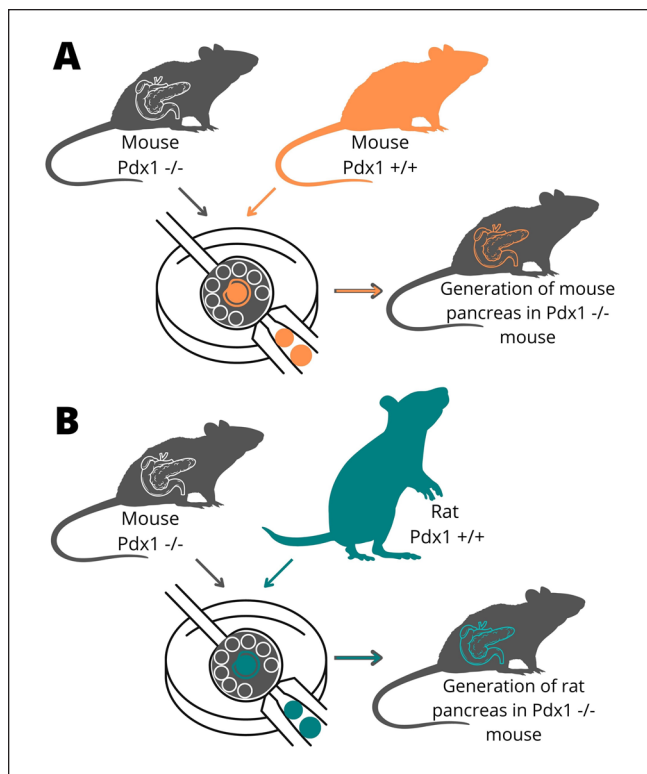 A
Mouse
Pdx1 -/-
Mouse
Pdx1 +/+
Generation of mouse
pancreas in Pdx1 -/-
mouse
B
Mouse
Pdx1 -/-
Rat
Pdx1 +/+
Generation of rat
pancreas in Pdx1 -/-
mouse